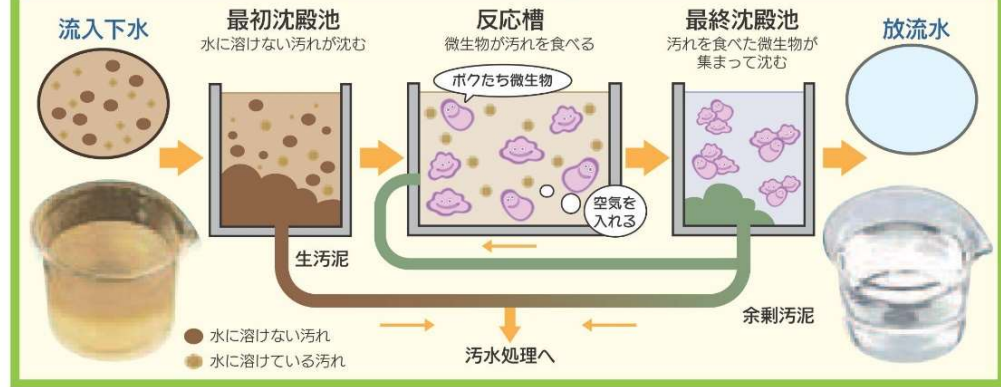 流入下水
最初沈殿池
水に溶けない汚れが沈む
反応槽
微生物が汚れを食べる
最終沈殿池
汚れを食べた微生物が
集まって沈む
放流水
ボクたち微生物
空気を
入れる
生汚泥
余剰汚泥
水に溶けない汚れ
水に溶けている汚れ
汚水処理へ